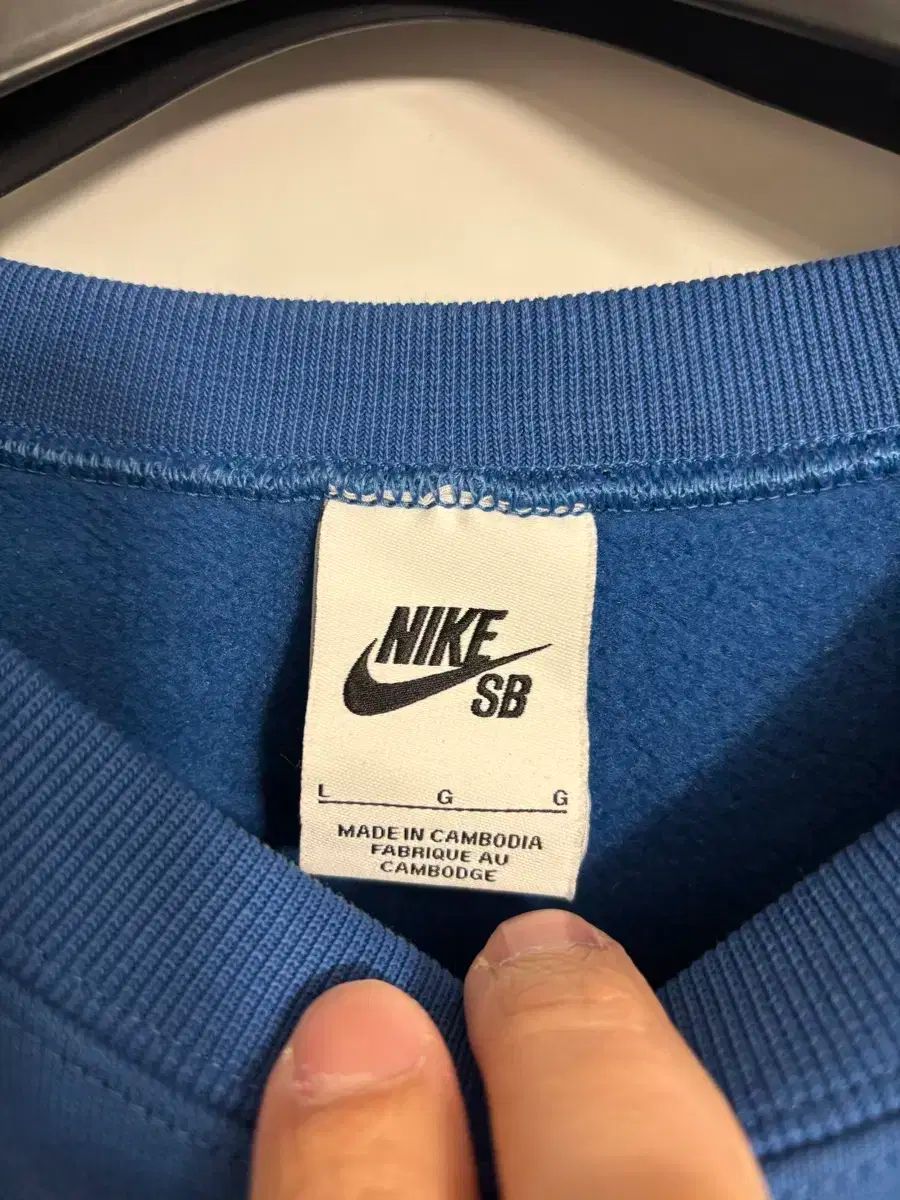 NIKE
SB
L G G
MADE IN CAMBODIA
FABRIQUE AU
CAMBODGE